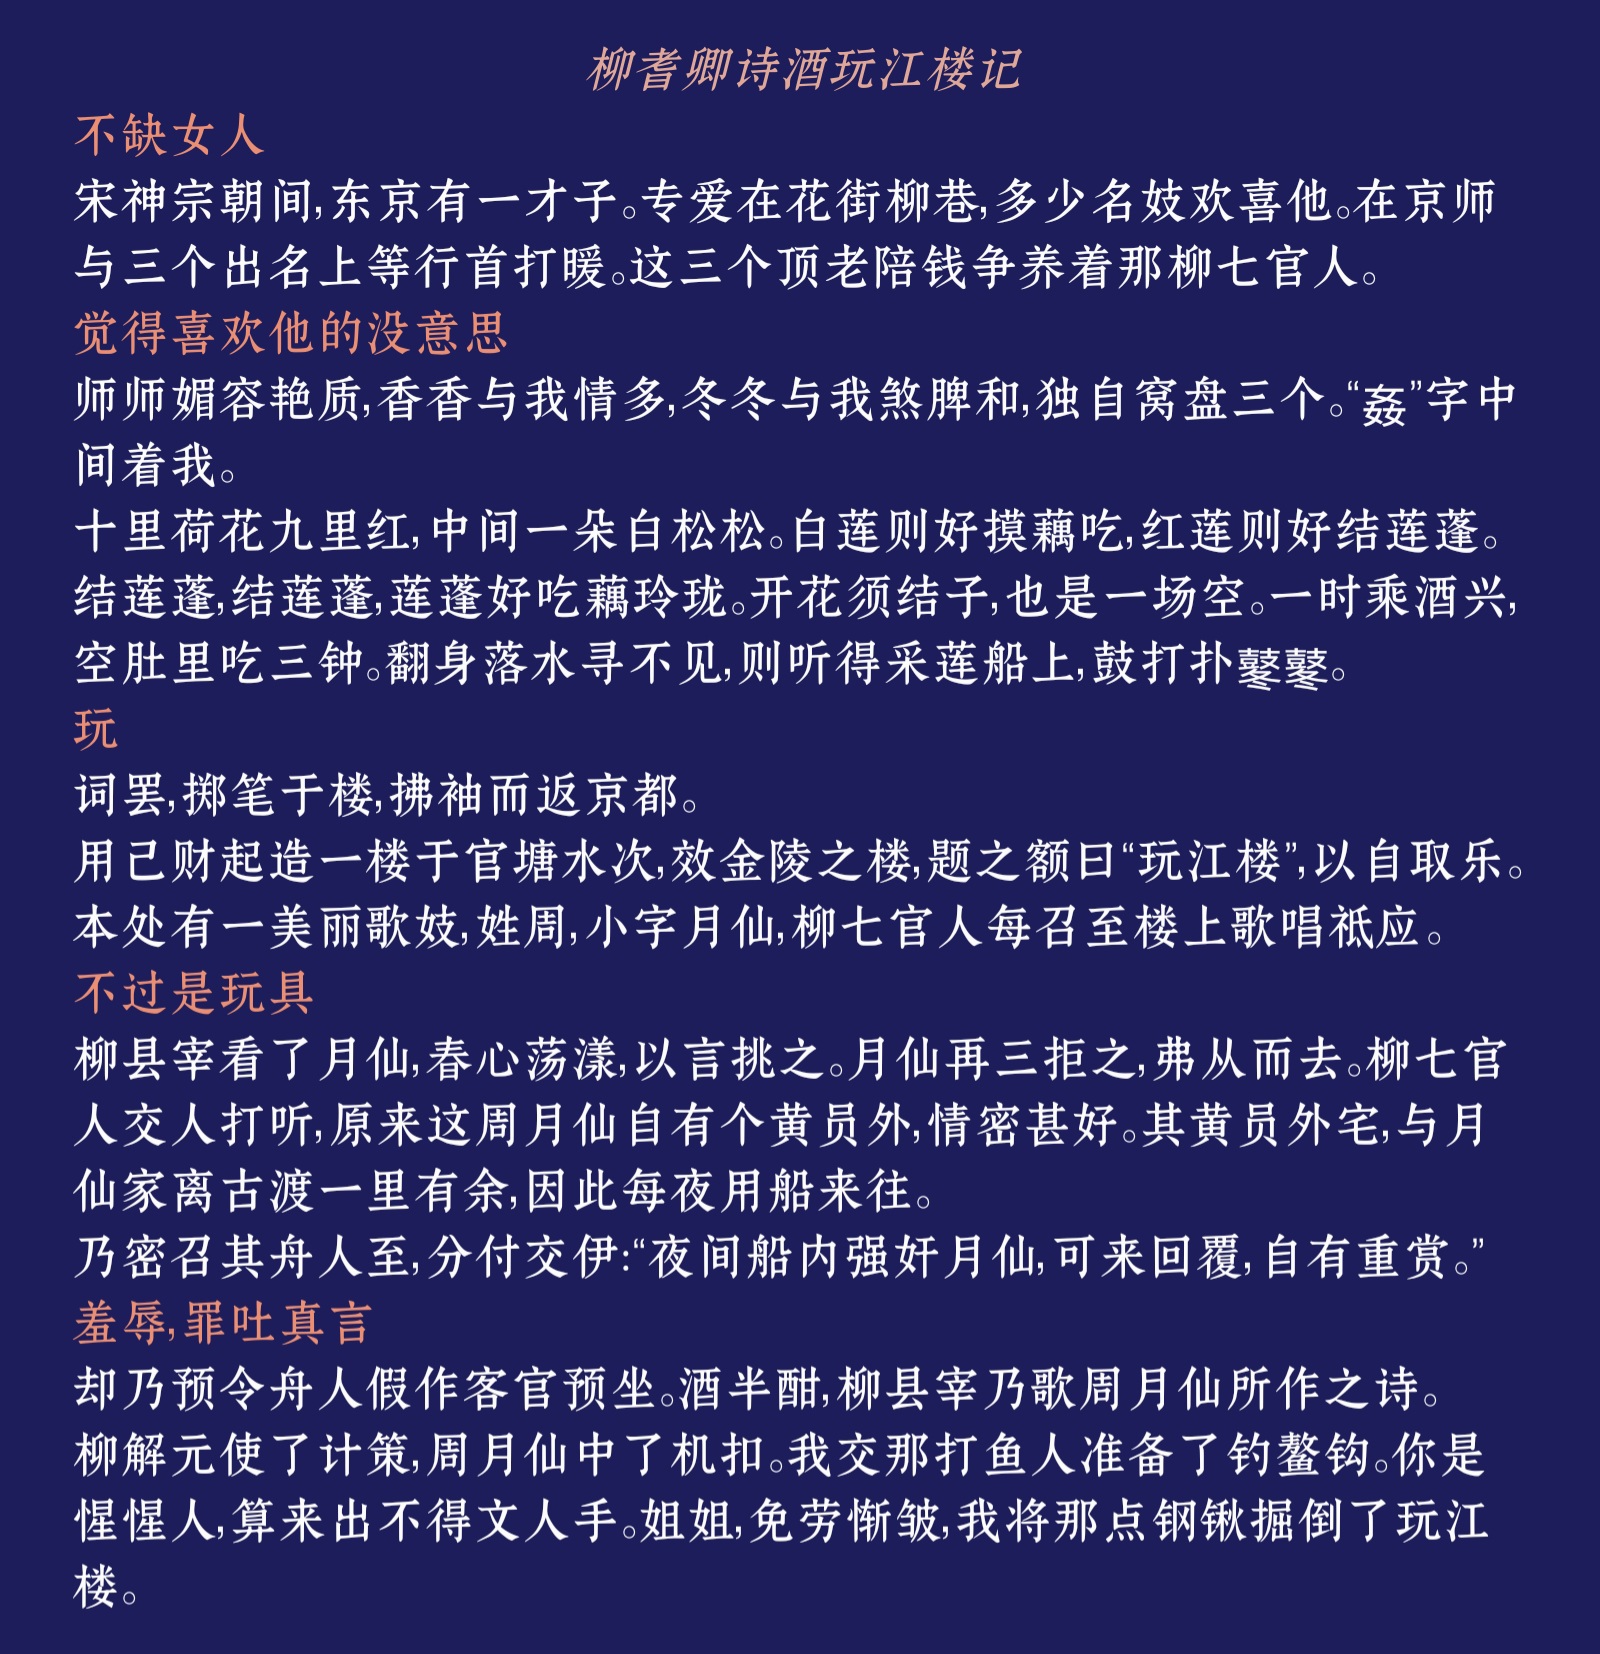 柳耆卿诗酒玩江楼记
不缺女人
宋神宗朝间,东京有一才子。专爱在花街柳巷,多少名妓欢喜他。在京师
与三个出名上等行首打暖。这三个顶老陪钱争养着那柳七官人。
觉得喜欢他的没意思
师师媚容艳质,香香与我情多,冬冬与我煞脾和,独自窝盘三个。“姦”字中
间着我。
十里荷花九里红,中间一朵白松松。白莲则好摸藕吃,红莲则好结莲蓬。
结莲蓬,结莲蓬,莲蓬好吃藕玲珑。开花须结子,也是一场空。一时乘酒兴,
空肚里吃三钟。翻身落水寻不见,则听得采莲船上,鼓打扑鼕鼕。
玩
词罢,掷笔于楼,拂袖而返京都。
用己财起造一楼于官塘水次,效金陵之楼,题之额曰“玩江楼”,以自取乐。
本处有一美丽歌妓,姓周,小字月仙,柳七官人每召至楼上歌唱祗应。
不过是玩具
柳县宰看了月仙,春心荡漾,以言挑之。月仙再三拒之,弗从而去。柳七官
人交人打听,原来这周月仙自有个黄员外,情密甚好。其黄员外宅,与月
仙家离古渡一里有余,因此每夜用船来往。
乃密召其舟人至,分付交伊:“夜间船内强奸月仙,可来回覆,自有重赏。”
羞辱,罪吐真言
却乃预令舟人假作客官预坐。酒半酣,柳县宰乃歌周月仙所作之诗。
柳解元使了计策,周月仙中了机扣。我交那打鱼人准备了钓鳌钩。你是
惺惺人,算来出不得文人手。姐姐,免劳惭皱,我将那点钢锹掘倒了玩江
楼。